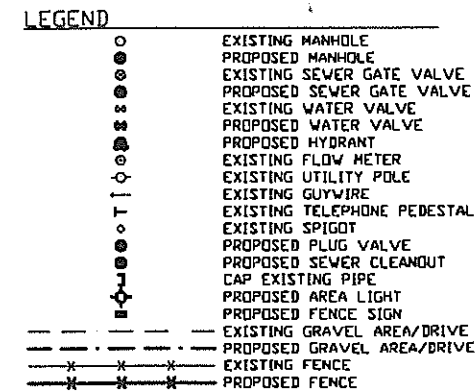 LEGEND
EXISTING MANHOLE
PROPOSED MANHOLE
EXISTING SEWER GATE VALVE
PROPOSED SEWER GATE VALVE
EXISTING WATER VALVE
PROPOSED WATER VALVE
PROPOSED HYDRANT
EXISTING FLOW METER
EXISTING UTILITY POLE
EXISTING GUYWIRE
EXISTING TELEPHONE PEDESTAL
EXISTING SPIGOT
PROPOSED PLUG VALVE
PROPOSED SEWER CLEANOUT
CAP EXISTING PIPE
PROPOSED AREA LIGHT
PROPOSED FENCE SIGN
EXISTING GRAVEL AREA/DRIVE
PROPOSED GRAVEL AREA/DRIVE
EXISTING FENCE
PROPOSED FENCE